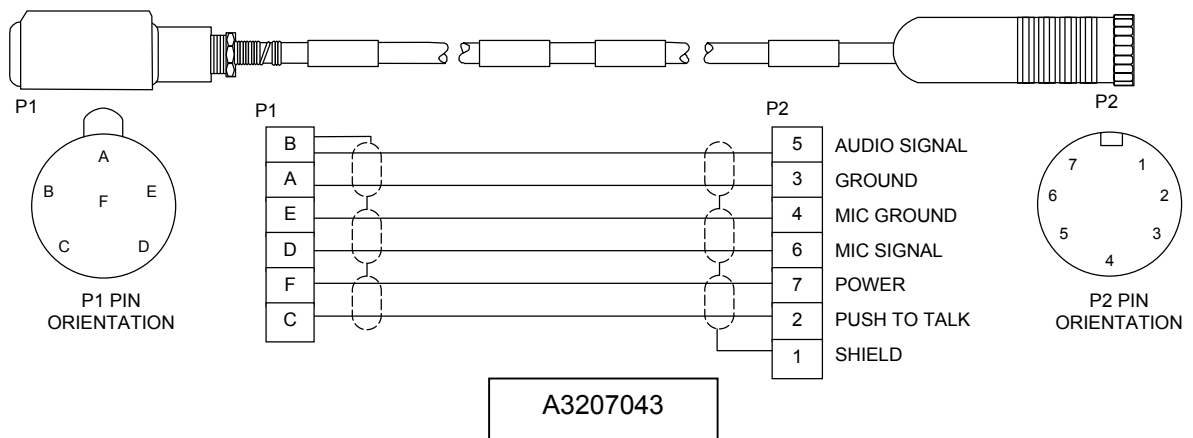 P1
P2
P1
P2
B 5 AUDIO SIGNAL
A 3 GROUND
E 4 MIC GROUND
D 6 MIC SIGNAL
F 7 POWER
C 2 PUSH TO TALK
1 SHIELD
A
B F E
C D
P1 PIN
ORIENTATION
7 1
6 2
5 3
4
P2 PIN
ORIENTATION
A3207043